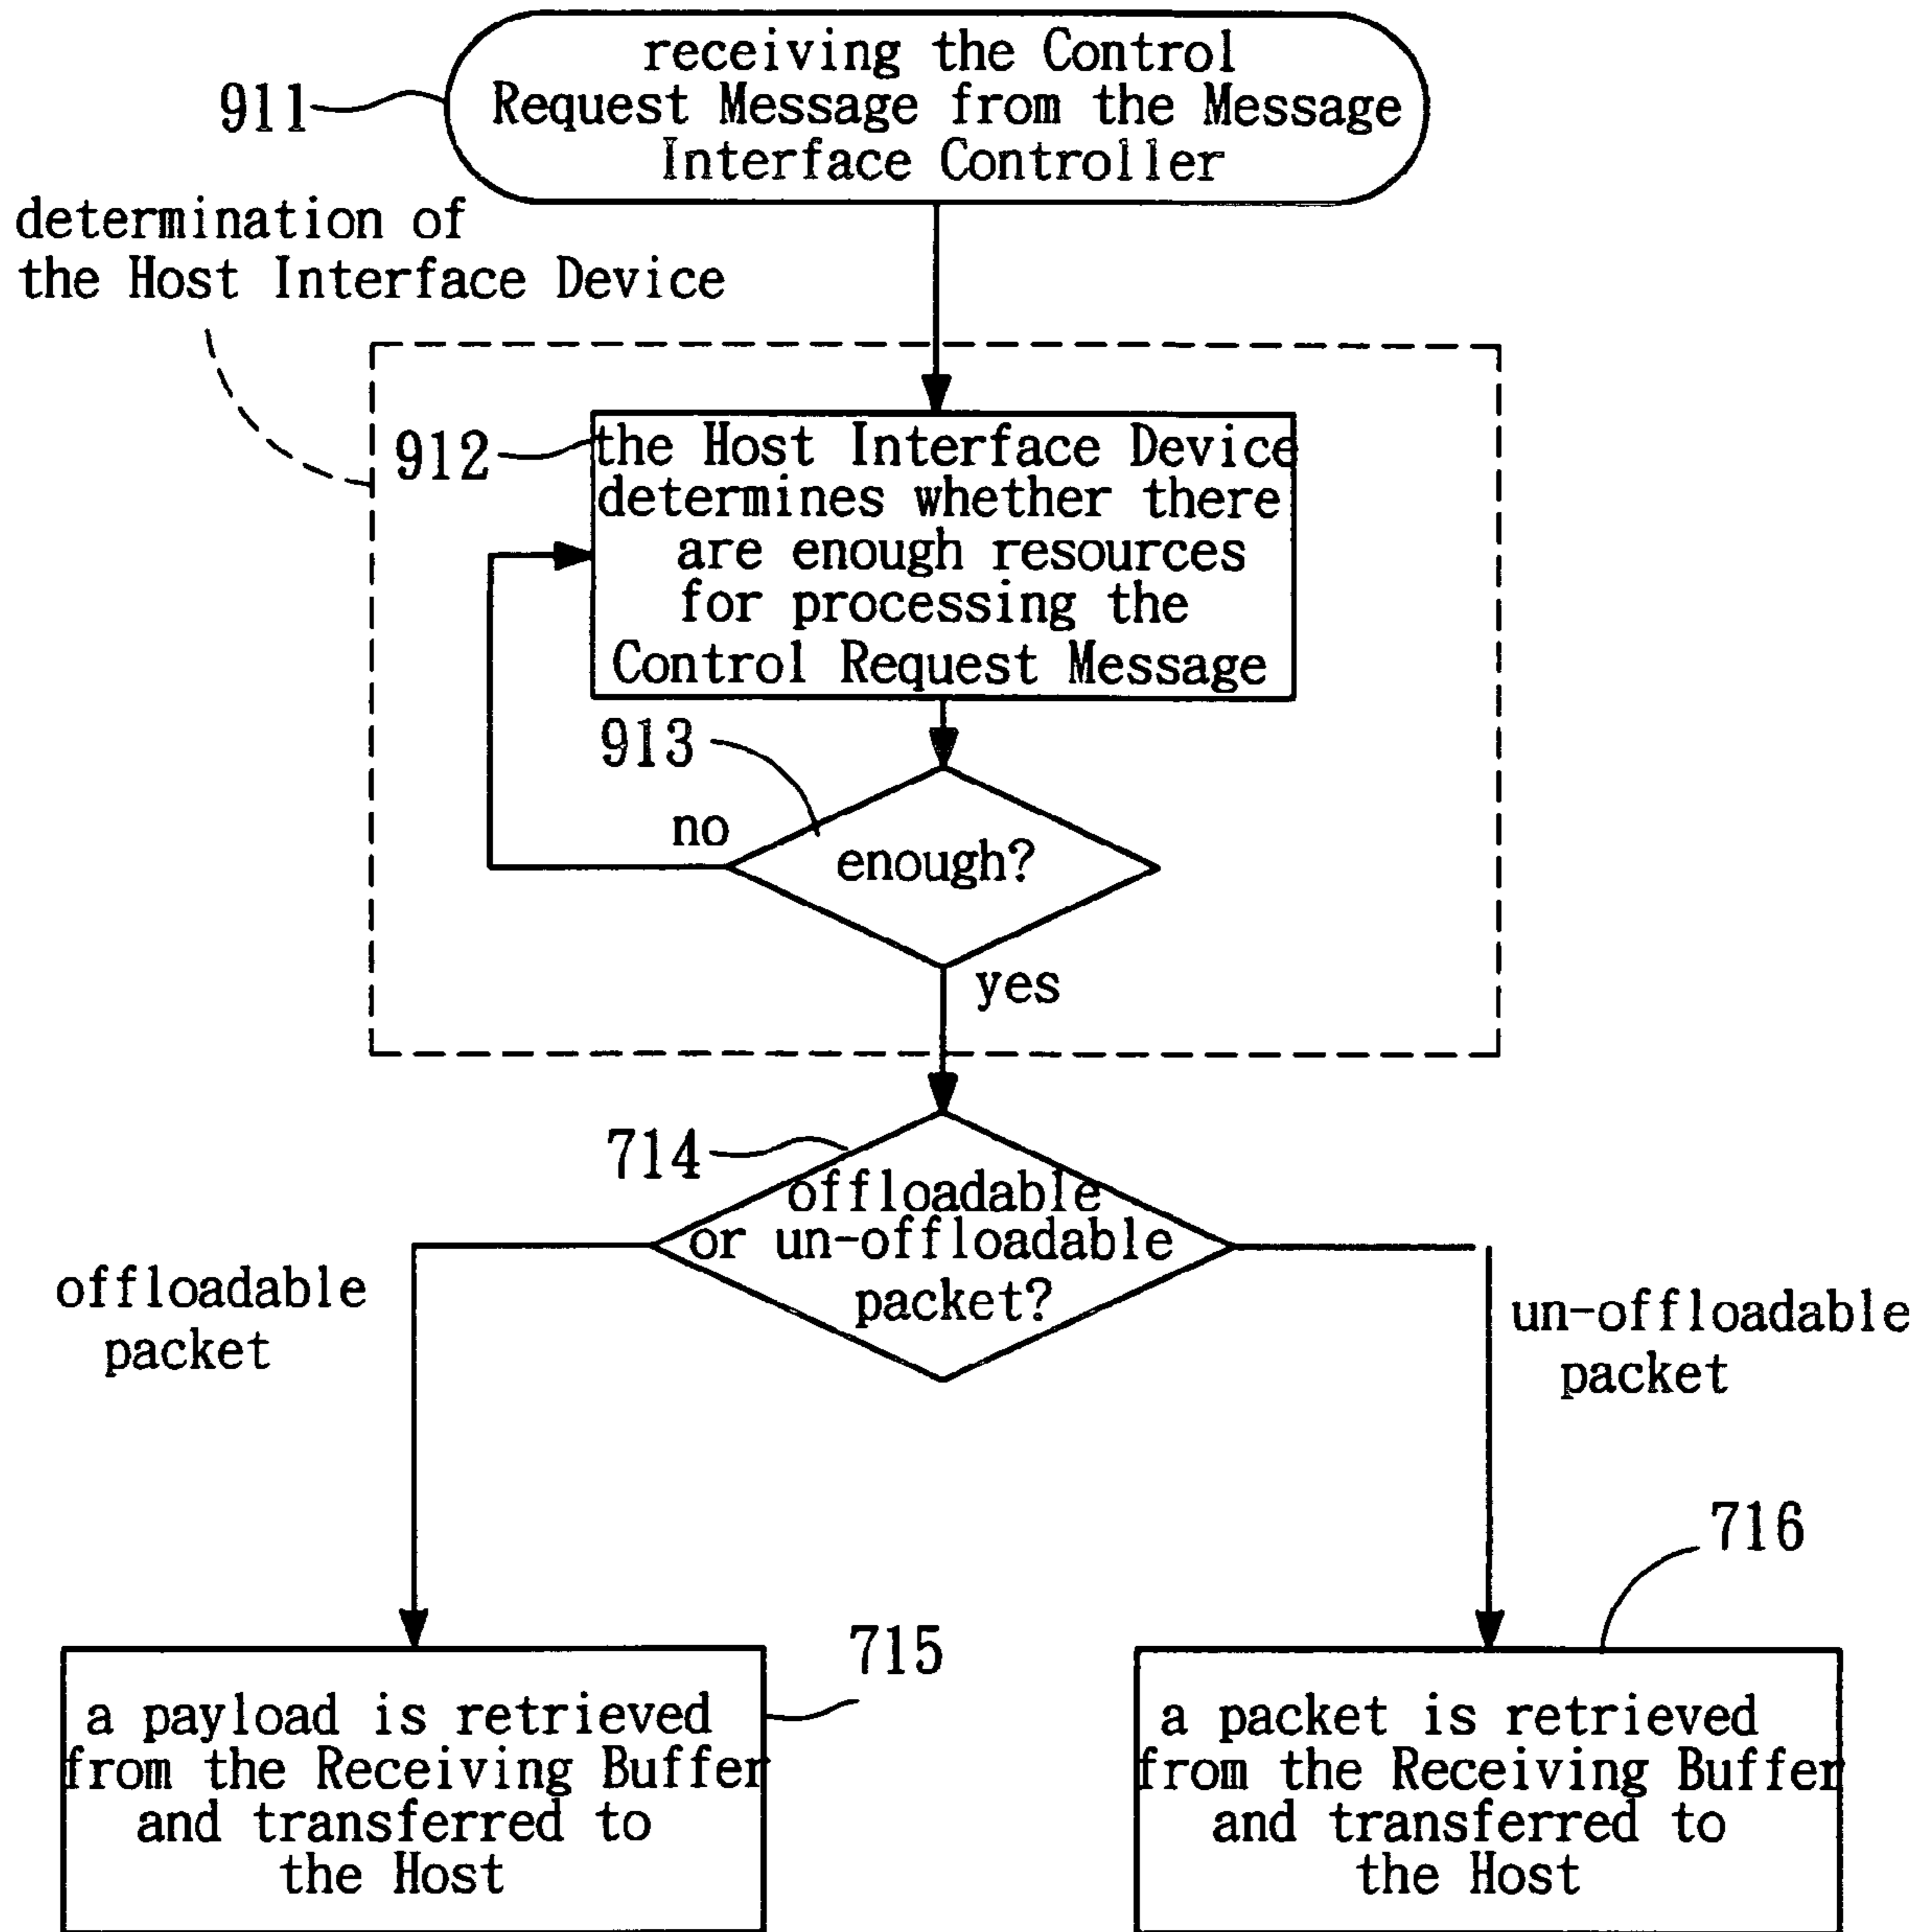 receiving the Control
Request Message from the Message
Interface Controller
911
determination of
the Host Interface Device
912
the Host Interface Device
determines whether there
are enough resources
for processing the
Control Request Message
913
no
enough?
yes
714
offloadable
or un-offloadable
packet?
offloadable
packet
un-offloadable
packet
716
715
a payload is retrieved
from the Receiving Buffer
and transferred to
the Host
a packet is retrieved
from the Receiving Buffer
and transferred to
the Host